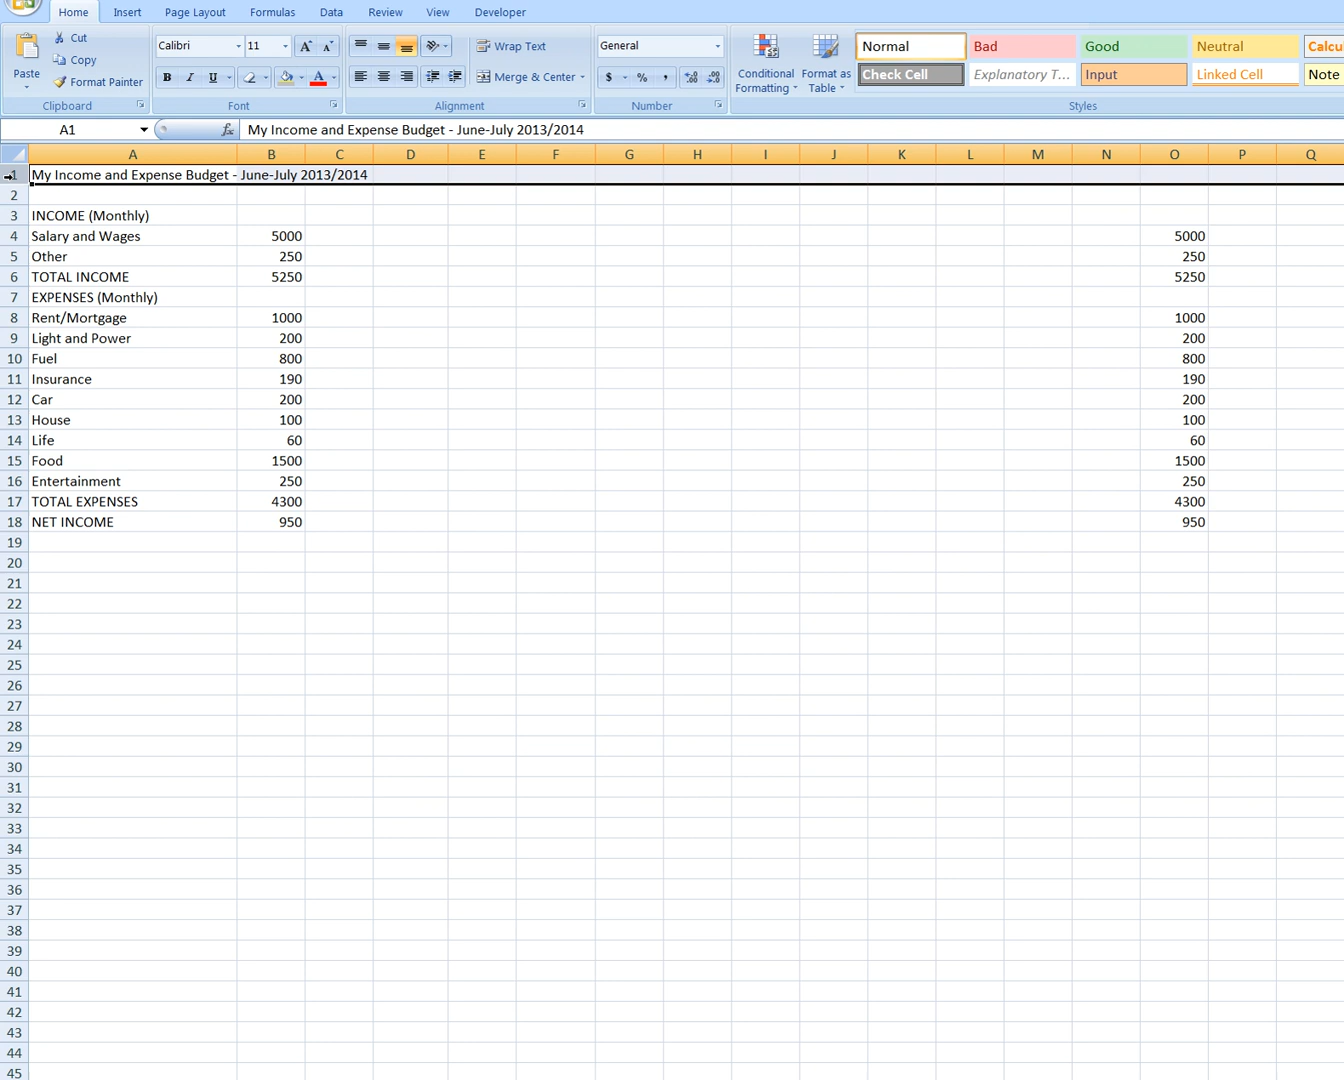 Home Insert Page Layout Formulas Data Review View Developer
Cut
Copy
Format Painter
Paste
Clipboard
Calibri 11 A A
B I U A
Font
Wrap Text
Merge & Center
Alignment
General
$ % , .00 .0
Number
Conditional Formatting
Format as Table
Normal Bad Good Neutral
Check Cell Explanatory T... Input Linked Cell Note
Styles
A1 fx My Income and Expense Budget - June-July 2013/2014
A B C D E F G H I J K L M N O P Q
1 My Income and Expense Budget - June-July 2013/2014
2
3 INCOME (Monthly)
4 Salary and Wages 5000 5000
5 Other 250 250
6 TOTAL INCOME 5250 5250
7 EXPENSES (Monthly)
8 Rent/Mortgage 1000 1000
9 Light and Power 200 200
10 Fuel 800 800
11 Insurance 190 190
12 Car 200 200
13 House 100 100
14 Life 60 60
15 Food 1500 1500
16 Entertainment 250 250
17 TOTAL EXPENSES 4300 4300
18 NET INCOME 950 950
19
20
21
22
23
24
25
26
27
28
29
30
31
32
33
34
35
36
37
38
39
40
41
42
43
44
45